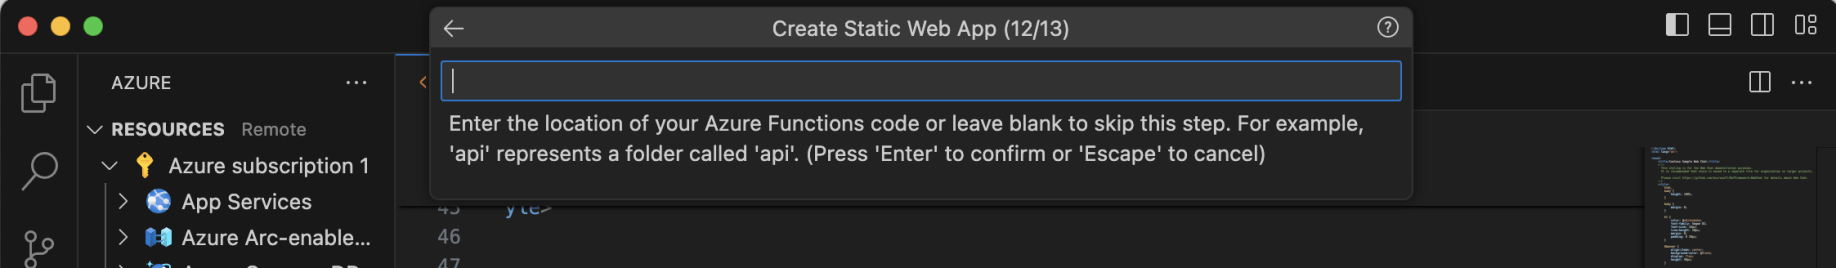 Create Static Web App (12/13)
AZURE
Enter the location of your Azure Functions code or leave blank to skip this step. For example,
'api' represents a folder called 'api'. (Press 'Enter' to confirm or 'Escape' to cancel)
RESOURCES Remote
Azure subscription 1
App Services
Azure Arc-enable...
45 yle>
46
47